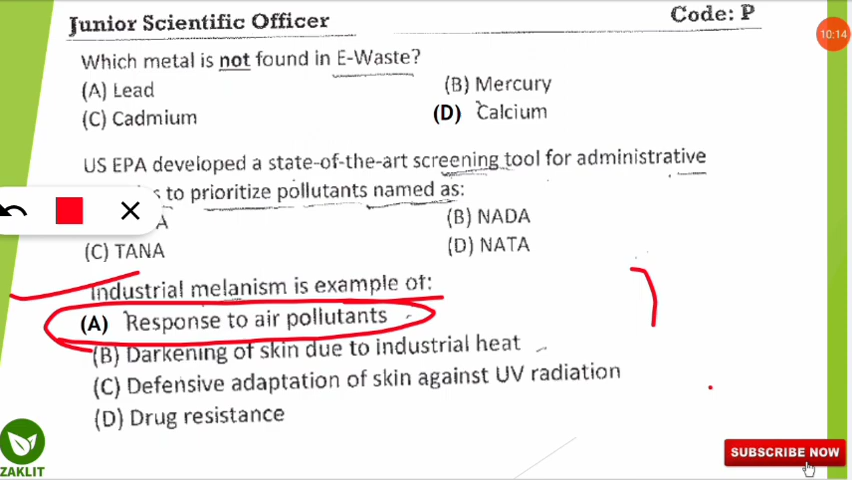 Junior Scientific Officer Code: P
10:14
Which metal is not found in E-Waste?
(A) Lead (B) Mercury
(C) Cadmium (D) Calcium
US EPA developed a state-of-the-art screening tool for administrative
to prioritize pollutants named as:
A (B) NADA
(C) TANA (D) NATA
Industrial melanism is example of:
(A) Response to air pollutants
(B) Darkening of skin due to industrial heat
(C) Defensive adaptation of skin against UV radiation
(D) Drug resistance
ZAKLIT
SUBSCRIBE NOW